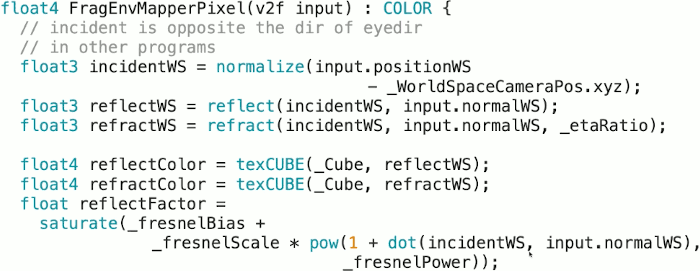 float4 FragEnvMapperPixel(v2f input) : COLOR {
// incident is opposite the dir of eyedir
// in other programs
float3 incidentWS = normalize(input.positionWS
- _WorldSpaceCameraPos.xyz);
float3 reflectWS = reflect(incidentWS, input.normalWS);
float3 refractWS = refract(incidentWS, input.normalWS, _etaRatio);
float4 reflectColor = texCUBE(_Cube, reflectWS);
float4 refractColor = texCUBE(_Cube, refractWS);
float reflectFactor =
saturate(_fresnelBias +
_fresnelScale * pow(1 + dot(incidentWS, input.normalWS),
_fresnelPower));